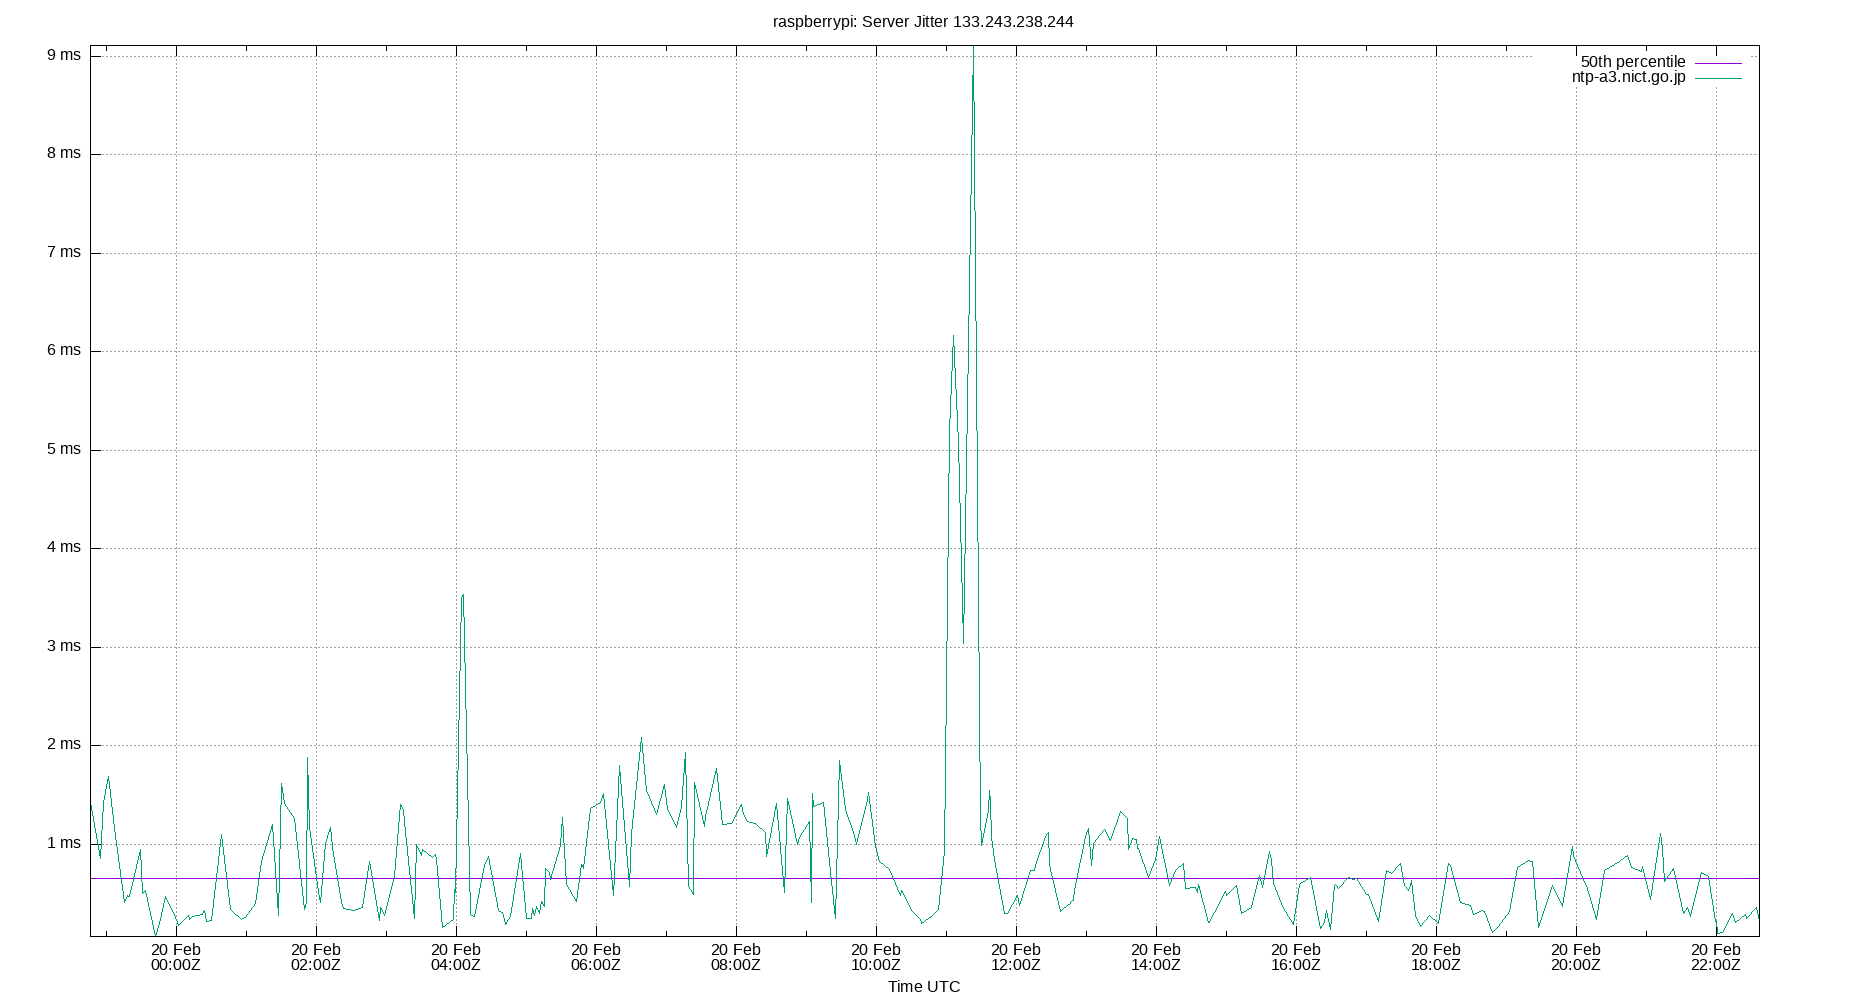 raspberrypi: Server Jitter 133.243.238.244
50th percentile
ntp-a3.nict.go.jp
9 ms
8 ms
7 ms
6 ms
5 ms
4 ms
3 ms
2 ms
1 ms
20 Feb 20 Feb 20 Feb 20 Feb 20 Feb 20 Feb 20 Feb 20 Feb 20 Feb 20 Feb 20 Feb 20 Feb
00:00Z 02:00Z 04:00Z 06:00Z 08:00Z 10:00Z 12:00Z 14:00Z 16:00Z 18:00Z 20:00Z 22:00Z
Time UTC